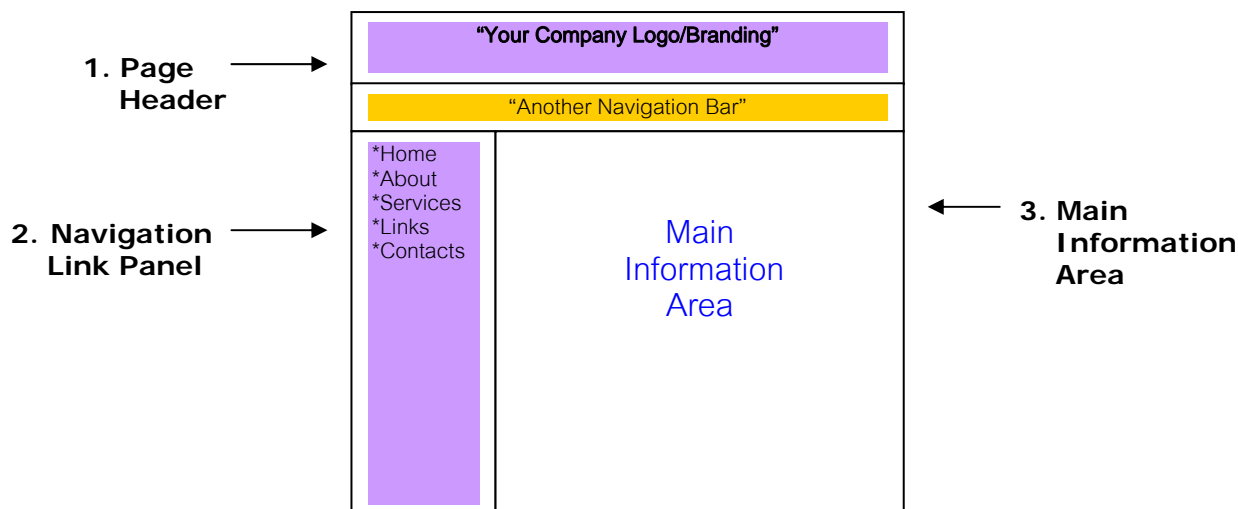 “Your Company Logo/Branding”
1. Page
Header
“Another Navigation Bar”
*Home
*About
*Services
*Links
*Contacts
2. Navigation
Link Panel
Main
Information
Area
3. Main
Information
Area